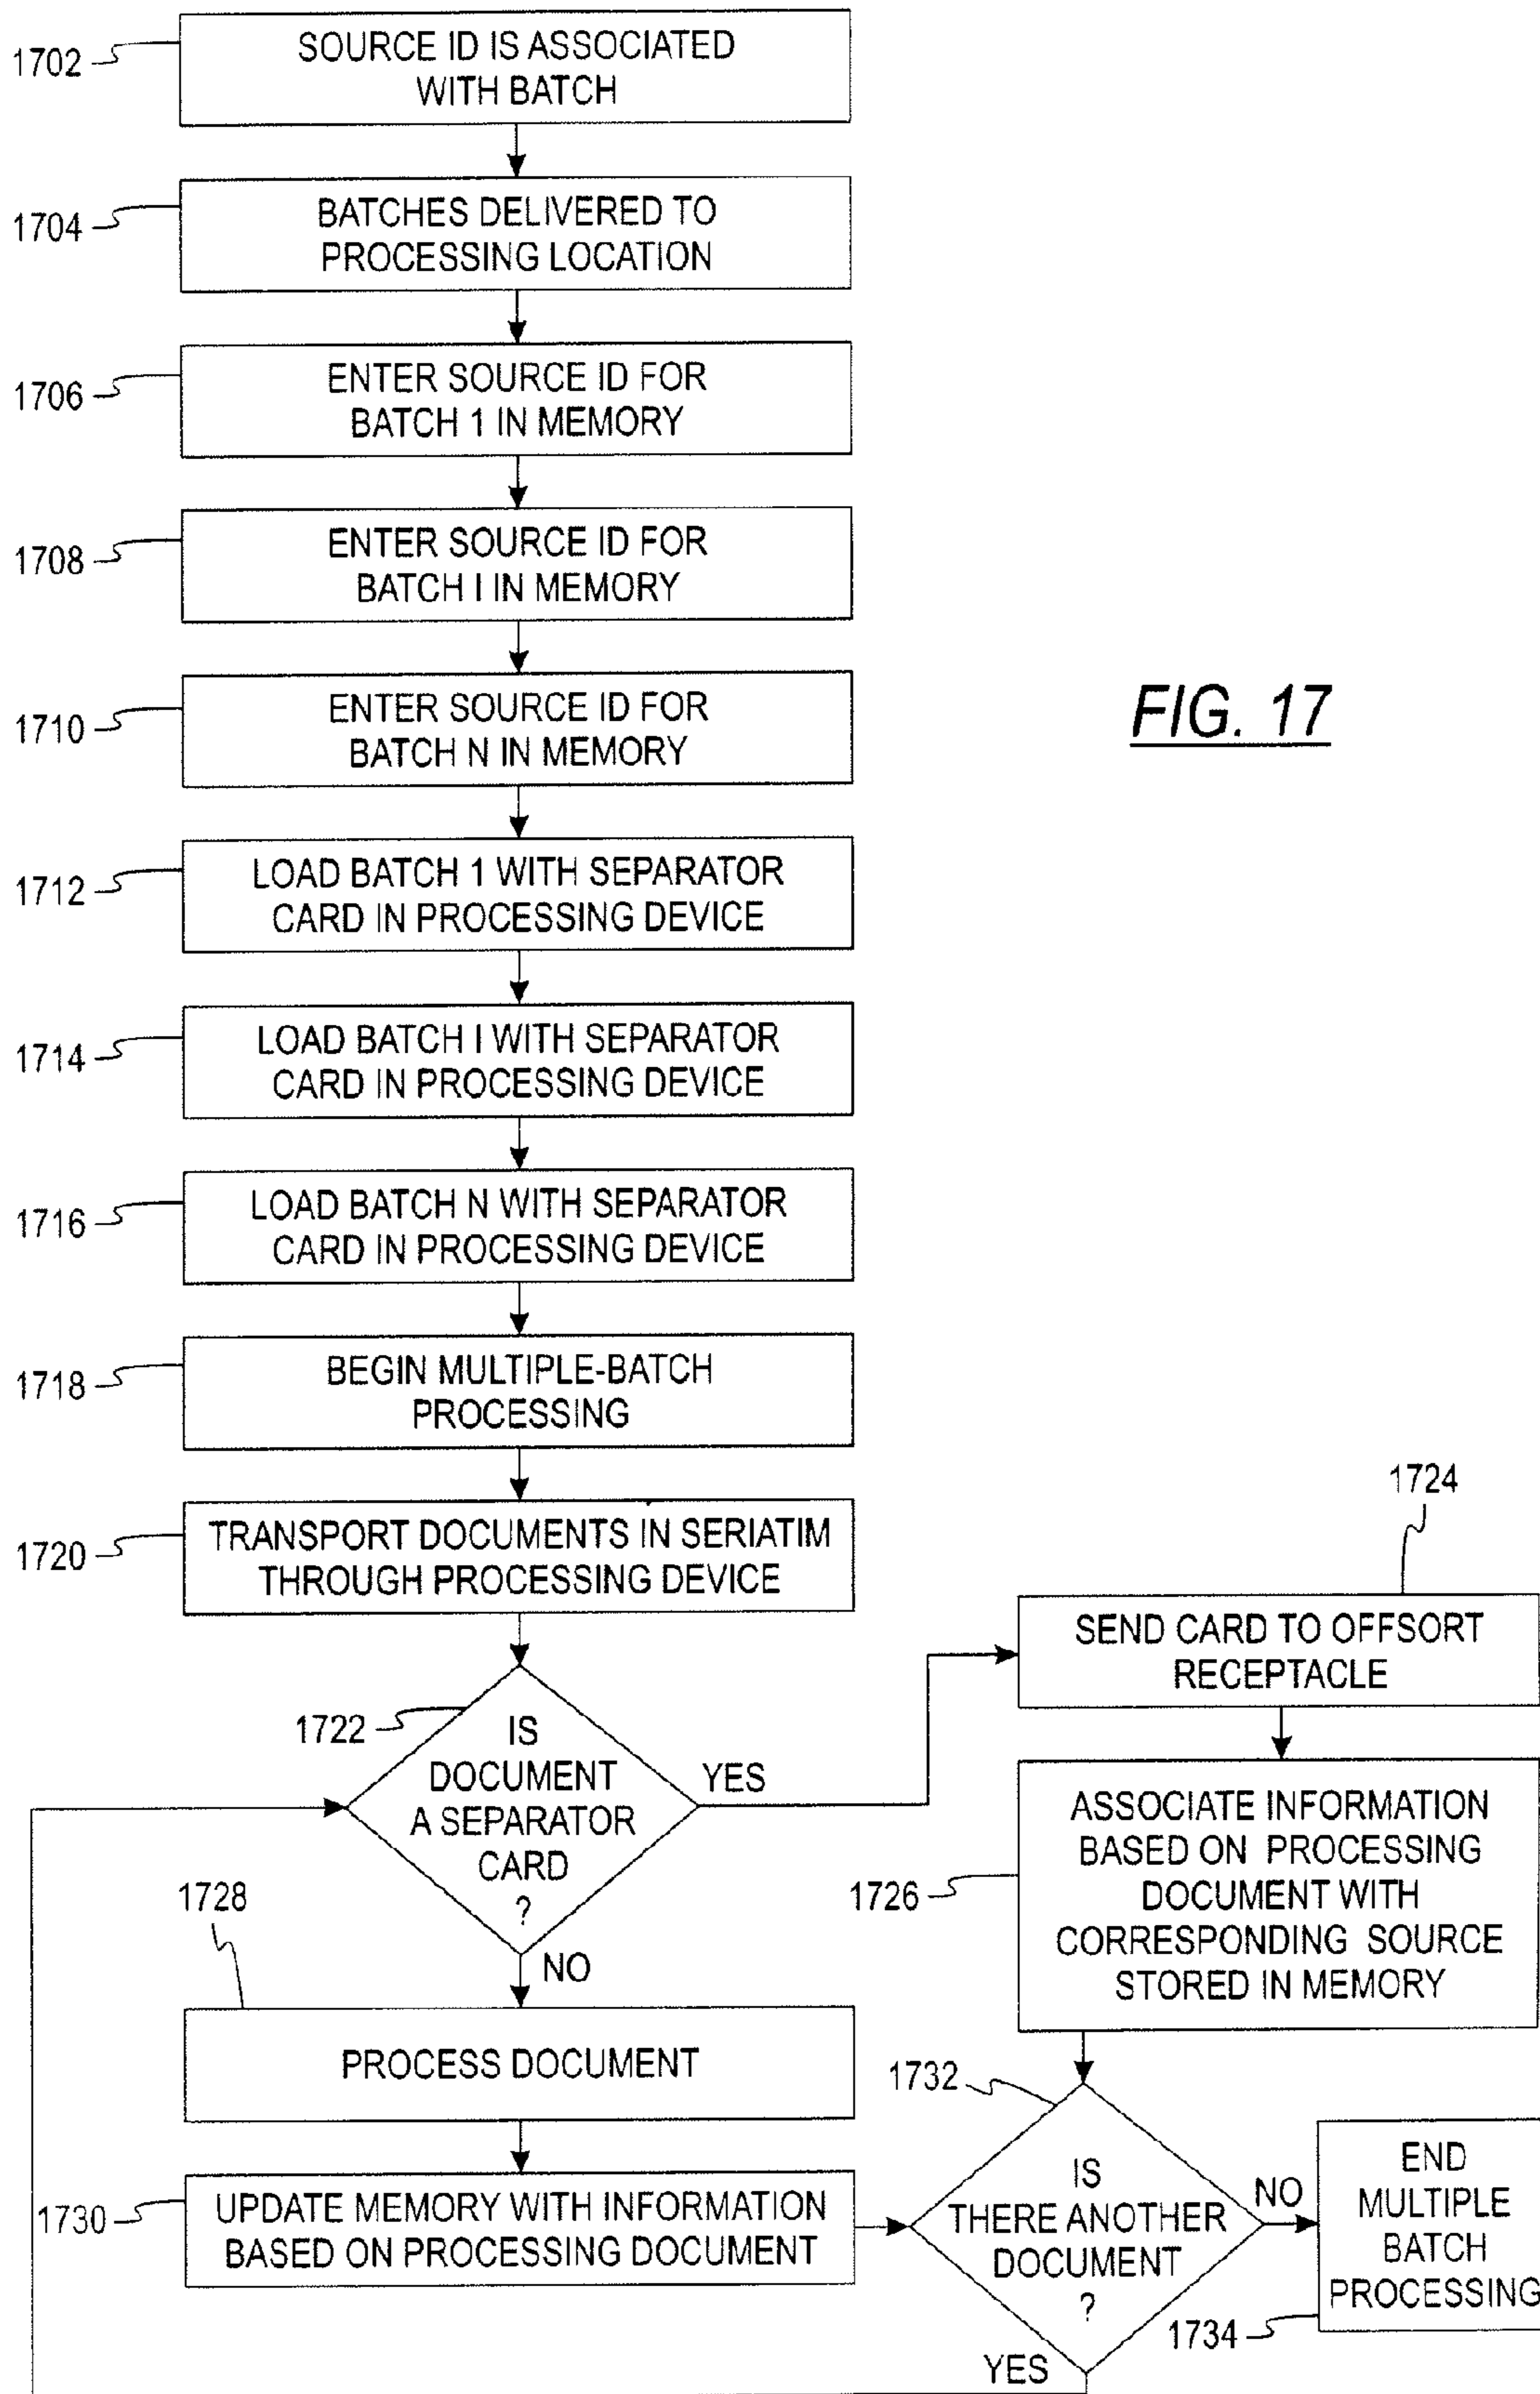 1702
SOURCE ID IS ASSOCIATED
WITH BATCH
1704
BATCHES DELIVERED TO
PROCESSING LOCATION
1706
ENTER SOURCE ID FOR
BATCH 1 IN MEMORY
1708
ENTER SOURCE ID FOR
BATCH I IN MEMORY
1710
ENTER SOURCE ID FOR
BATCH N IN MEMORY
FIG. 17
1712
LOAD BATCH 1 WITH SEPARATOR
CARD IN PROCESSING DEVICE
1714
LOAD BATCH I WITH SEPARATOR
CARD IN PROCESSING DEVICE
1716
LOAD BATCH N WITH SEPARATOR
CARD IN PROCESSING DEVICE
1718
BEGIN MULTIPLE-BATCH
PROCESSING
1720
TRANSPORT DOCUMENTS IN SERIATIM
THROUGH PROCESSING DEVICE
1722
IS
DOCUMENT
A SEPARATOR
CARD
?
YES
NO
1724
SEND CARD TO OFFSORT
RECEPTACLE
1726
ASSOCIATE INFORMATION
BASED ON PROCESSING
DOCUMENT WITH
CORRESPONDING SOURCE
STORED IN MEMORY
1728
PROCESS DOCUMENT
1730
UPDATE MEMORY WITH INFORMATION
BASED ON PROCESSING DOCUMENT
1732
IS
THERE ANOTHER
DOCUMENT
?
NO
YES
END
MULTIPLE
BATCH
PROCESSING
1734